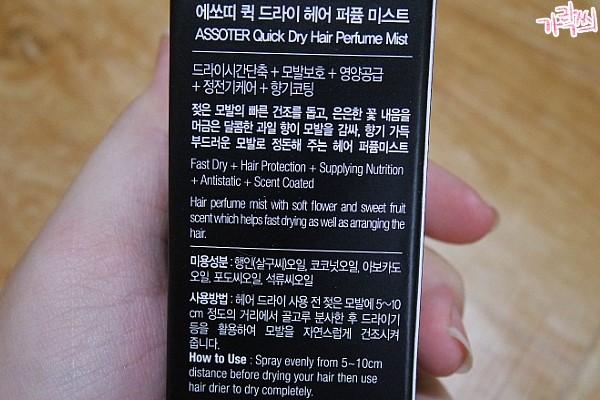 기뤽씨
에쏘띠 퀵 드라이 헤어 퍼퓸 미스트
ASSOTER Quick Dry Hair Perfume Mist
드라이시간단축 + 모발보호 + 영양공급
+ 정전기케어 + 향기코팅
젖은 모발의 빠른 건조를 돕고, 은은한 꽃 내음을
머금은 달콤한 과일 향이 모발을 감싸, 향기 가득
부드러운 모발로 정돈해 주는 헤어 퍼퓸미스트
Fast Dry + Hair Protection + Supplying Nutrition
+ Antistatic + Scent Coated
Hair perfume mist with soft flower and sweet fruit
scent which helps fast drying as well as arranging the
hair.
미용성분 : 행인(살구씨)오일, 코코넛오일, 아보카도
오일, 포도씨오일, 석류씨오일
사용방법 : 헤어 드라이 사용 전 젖은 모발에 5~10
cm 정도의 거리에서 골고루 분사한 후 드라이기
등을 활용하여 모발을 자연스럽게 건조시켜
줍니다.
How to Use : Spray evenly from 5~10cm
distance before drying your hair then use
hair drier to dry completely.